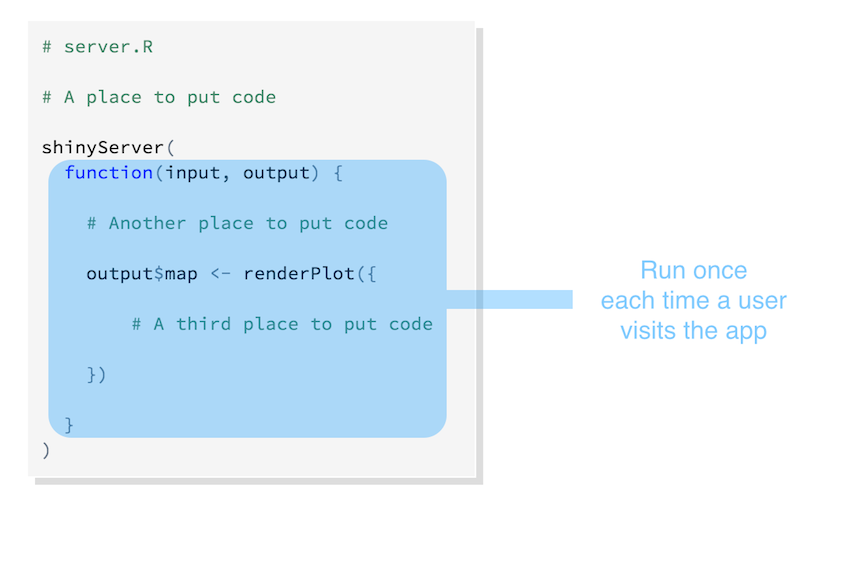 # server.R
# A place to put code
shinyServer(
function(input, output) {
# Another place to put code
output$map <- renderPlot({
# A third place to put code
})
}
)
Run once
each time a user
visits the app